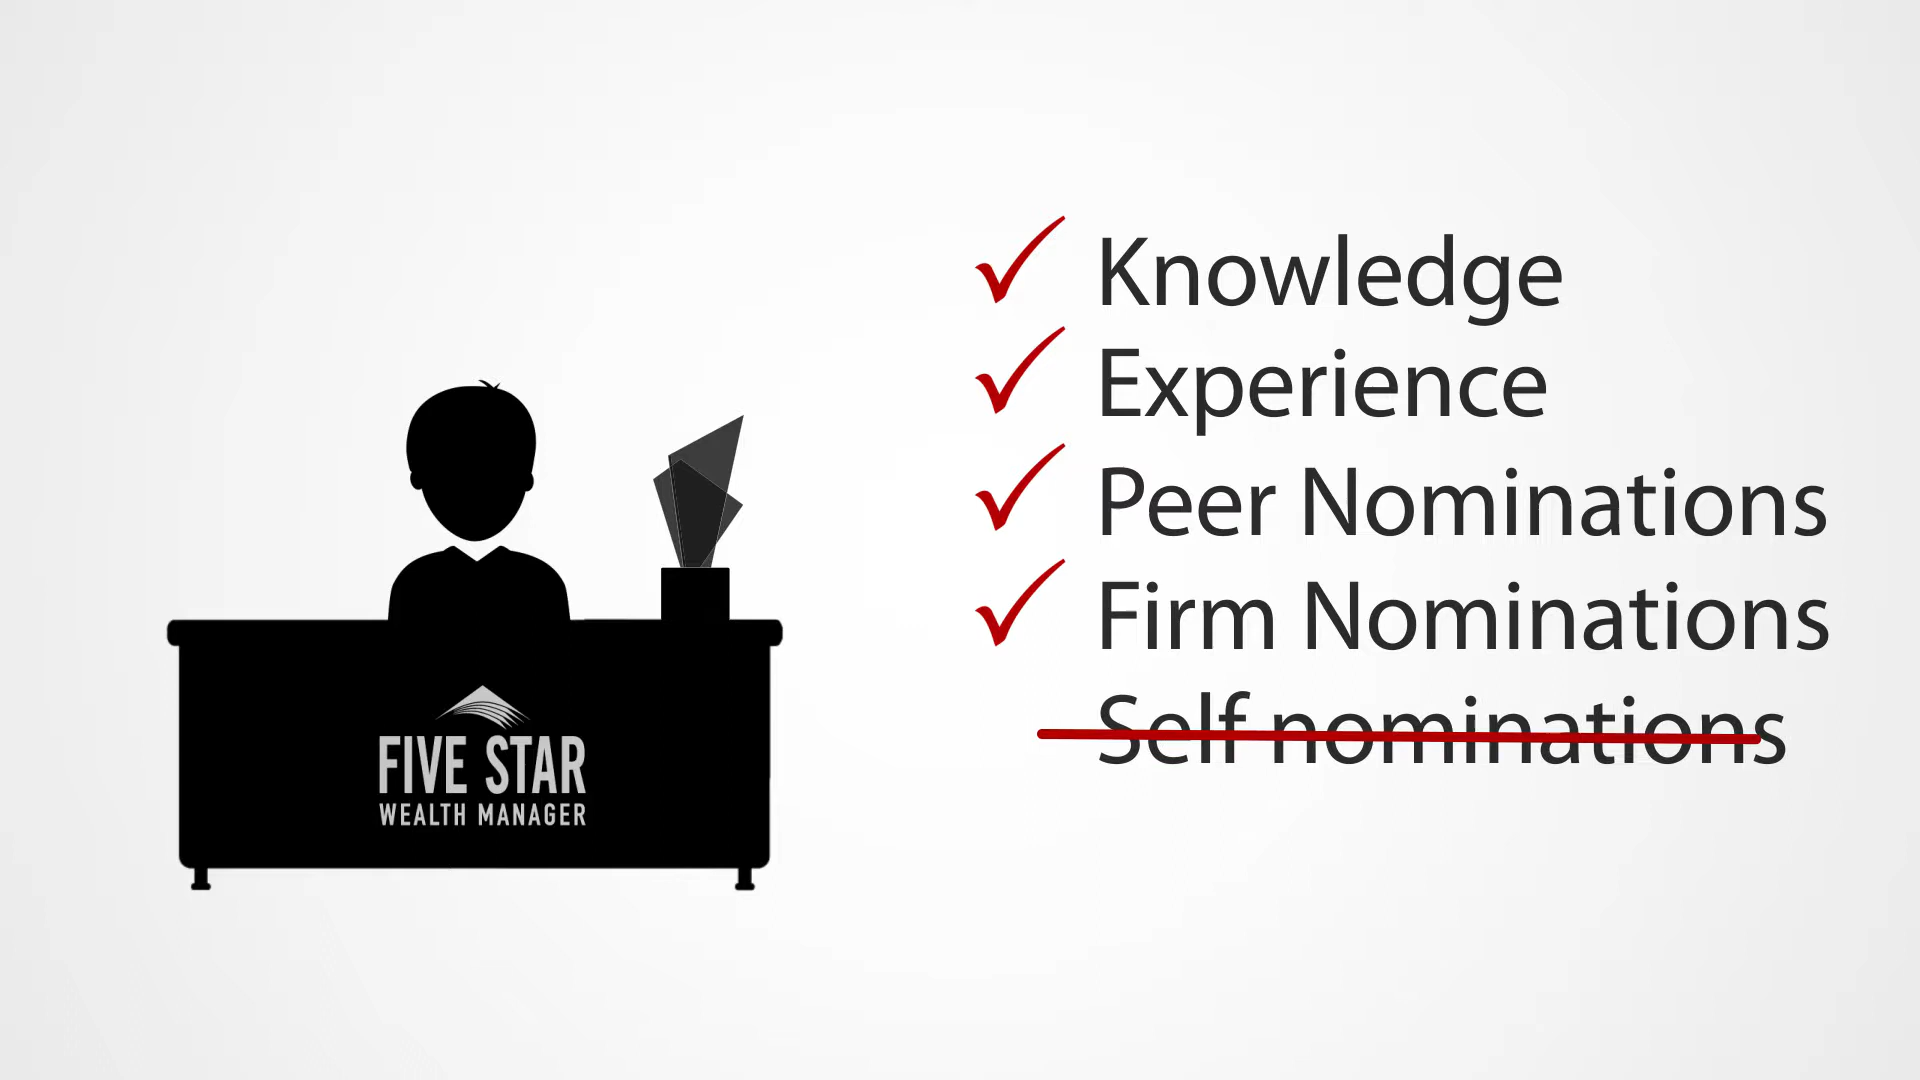 Knowledge
Experience
Peer Nominations
Firm Nominations
Self nominations
FIVE STAR
WEALTH MANAGER